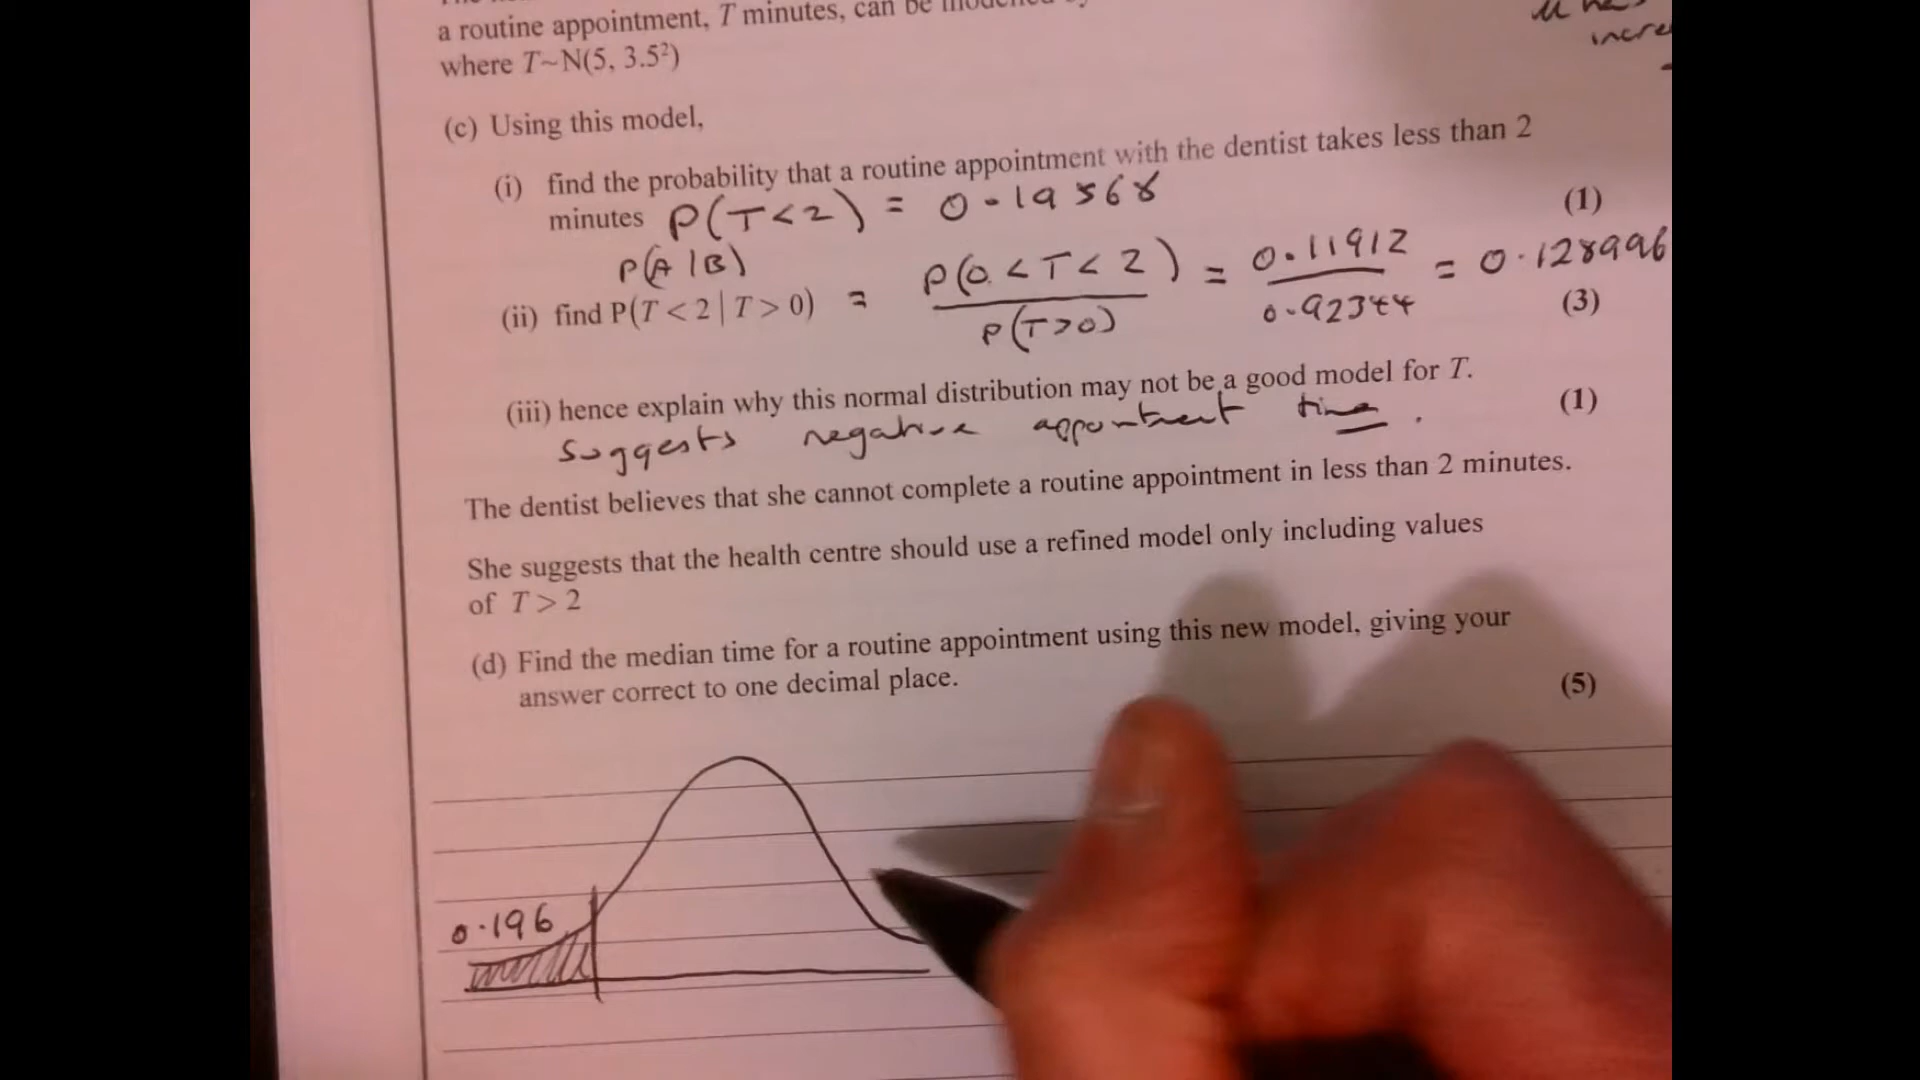 a routine appointment, T minutes, can be modelled by
where T~N(5, 3.5²)
increa
(c) Using this model,
(i) find the probability that a routine appointment with the dentist takes less than 2
minutes P(T<2) = 0.19568
(1)
P(A|B)
(ii) find P(T < 2 | T > 0) = P(0<T<2) / P(T>0) = 0.11912 / 0.92344 = 0.128996
(3)
(iii) hence explain why this normal distribution may not be a good model for T.
suggests negative appointment time.
(1)
The dentist believes that she cannot complete a routine appointment in less than 2 minutes.
She suggests that the health centre should use a refined model only including values
of T > 2
(d) Find the median time for a routine appointment using this new model, giving your
answer correct to one decimal place.
(5)
0.196